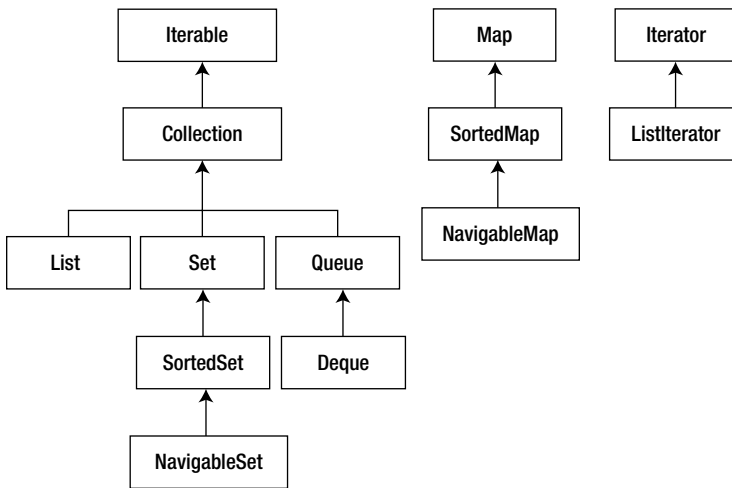 Iterable
Map
Iterator
Collection
SortedMap
ListIterator
NavigableMap
List
Set
Queue
SortedSet
Deque
NavigableSet